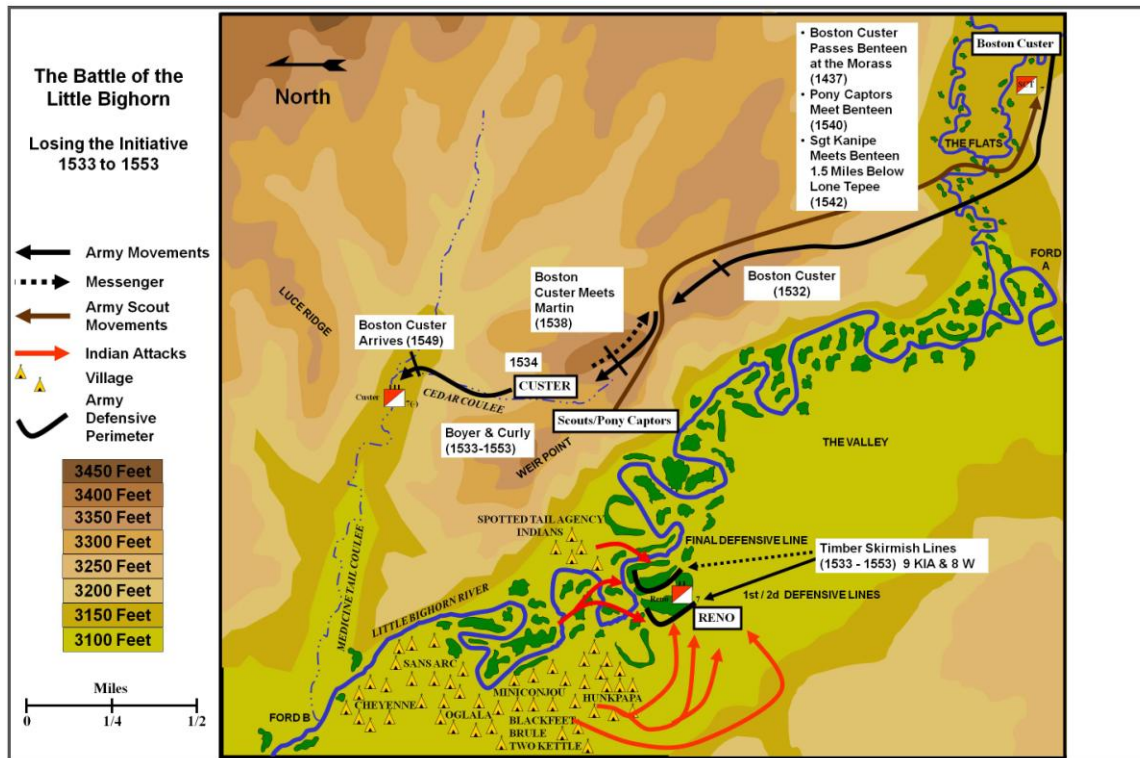 The Battle of the
Little Bighorn
Losing the Initiative
1533 to 1553
Army Movements
Messenger
Army Scout
Movements
Indian Attacks
Village
Army
Defensive
Perimeter
3450 Feet
3400 Feet
3350 Feet
3300 Feet
3250 Feet
3200 Feet
3150 Feet
3100 Feet
Miles
0 1/4 1/2
North
• Boston Custer
Passes Benteen
at the Morass
(1437)
• Pony Captors
Meet Benteen
(1540)
• Sgt Kanipe
Meets Benteen
1.5 Miles Below
Lone Tepee
(1542)
Boston Custer
THE FLATS
FORD
A
Boston
Custer Meets
Martin
(1538)
Boston Custer
(1532)
LUCE RIDGE
Boston Custer
Arrives (1549)
1534
CUSTER
Custer
7(-)
CEDAR COULEE
Scouts/Pony Captors
Boyer & Curly
(1533-1553)
WEIR POINT
THE VALLEY
MEDICINE TAIL COULEE
SPOTTED TAIL AGENCY
INDIANS
FINAL DEFENSIVE LINE
Timber Skirmish Lines
(1533 - 1553) 9 KIA & 8 W
1st / 2d DEFENSIVE LINES
Reno
7
RENO
LITTLE BIGHORN RIVER
SANS ARC
MINICONJOU
HUNKPAPA
CHEYENNE
OGLALA
BLACKFEET
BRULE
TWO KETTLE
FORD B